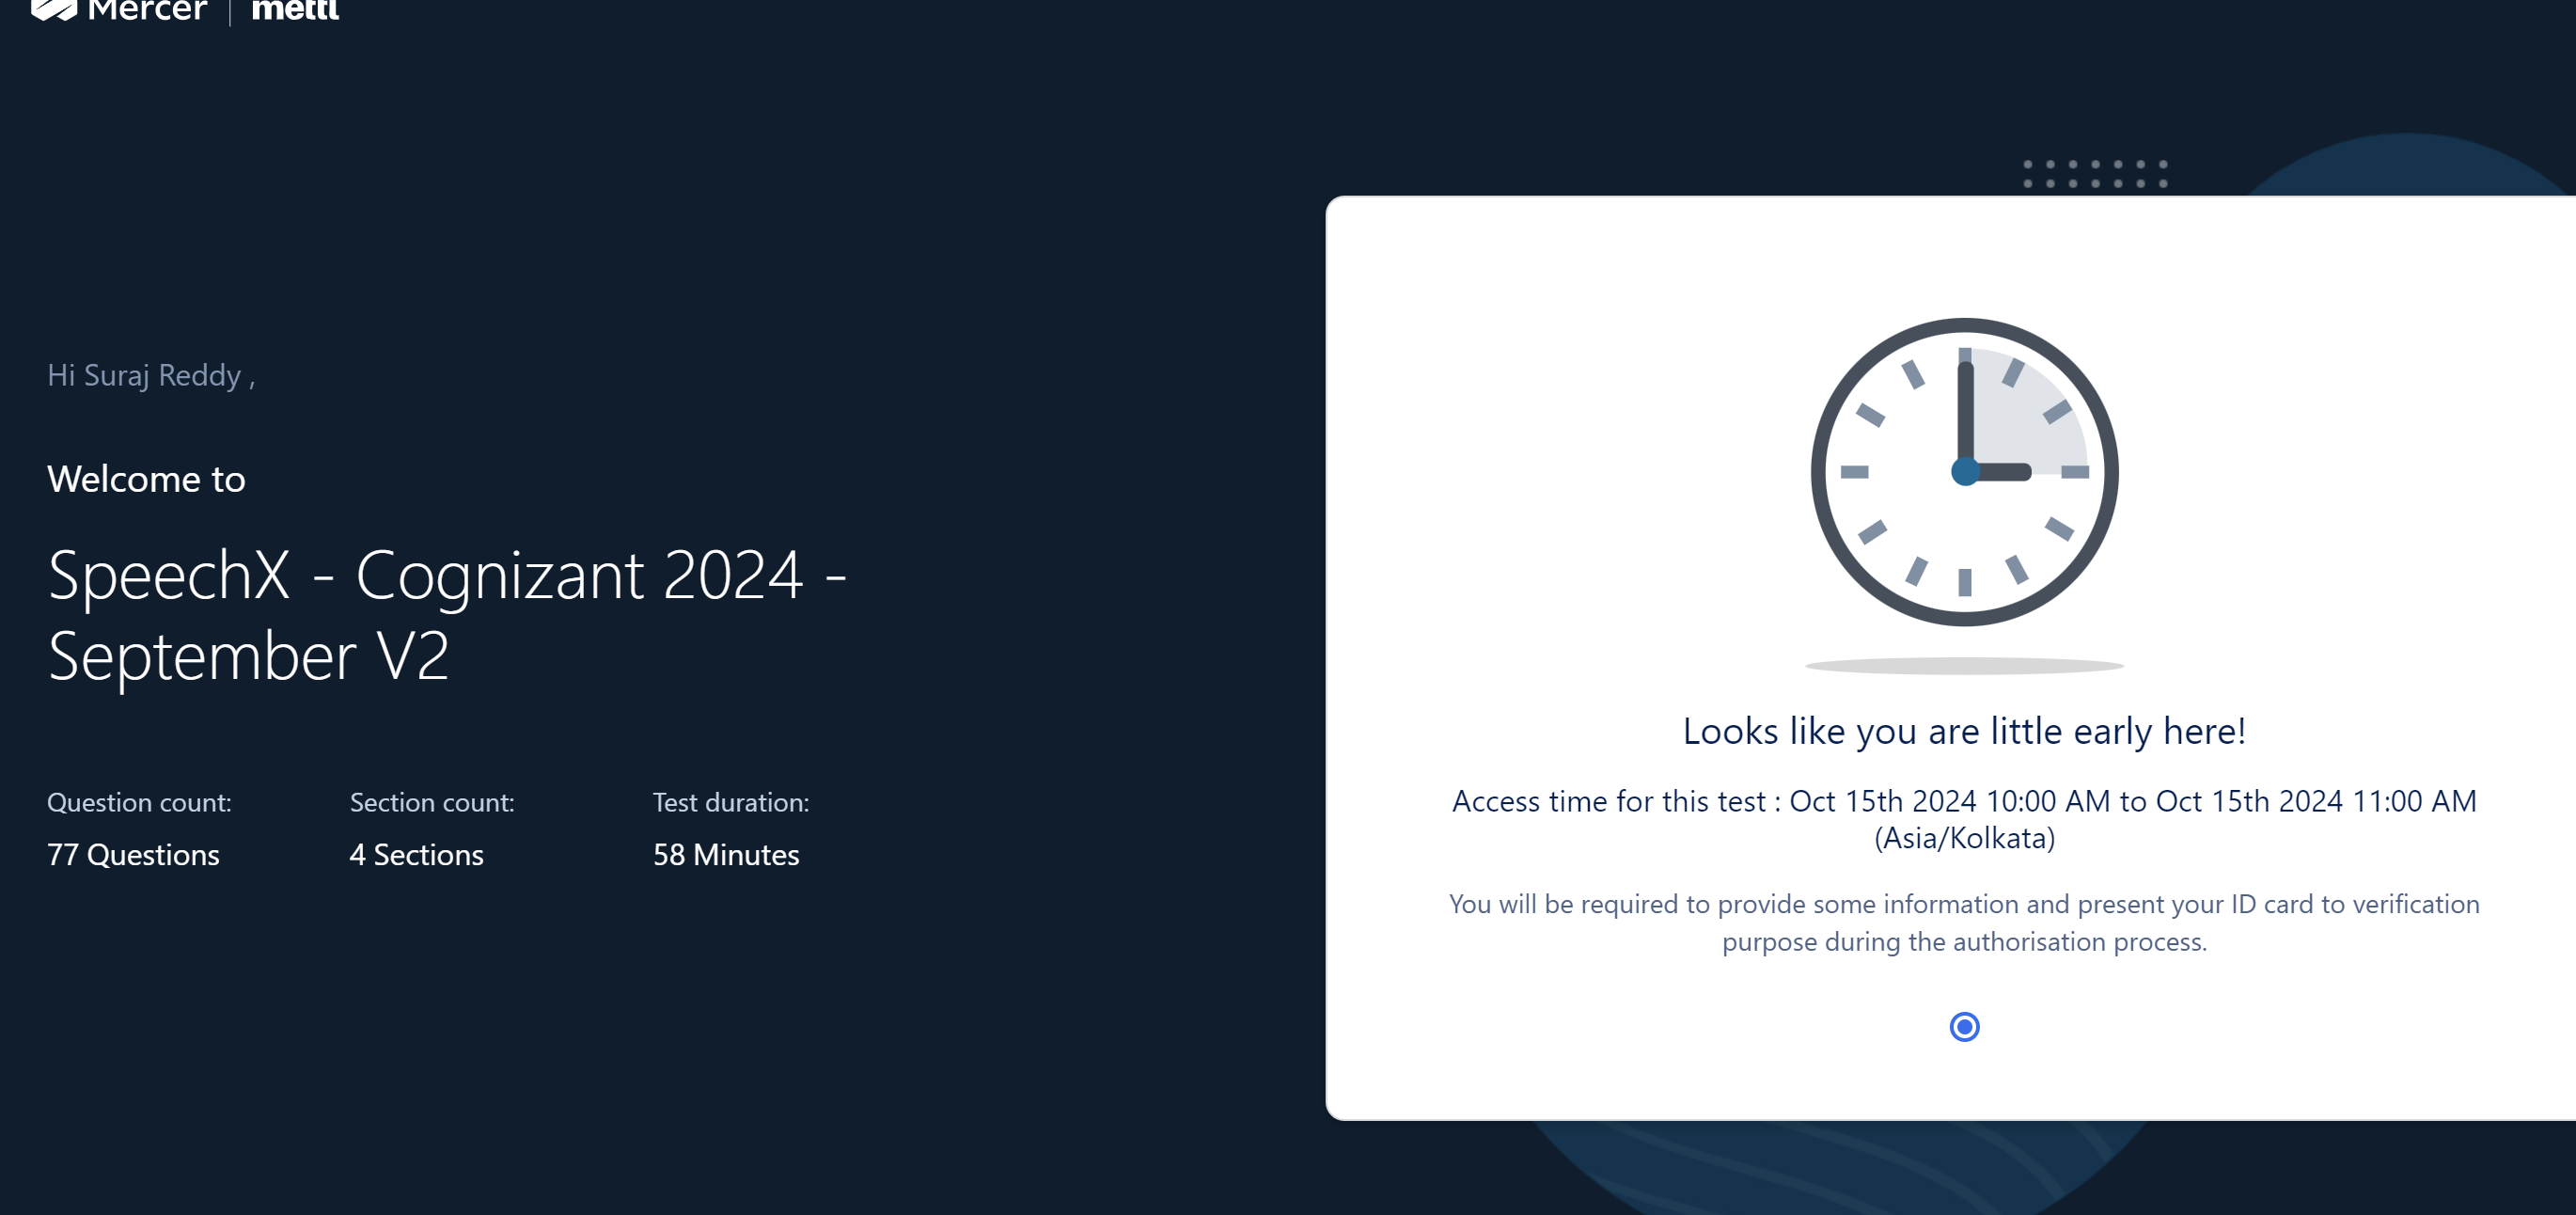 Mercer | mettl
Hi Suraj Reddy ,
Welcome to
SpeechX - Cognizant 2024 -
September V2
Question count:
77 Questions
Section count:
4 Sections
Test duration:
58 Minutes
Looks like you are little early here!
Access time for this test : Oct 15th 2024 10:00 AM to Oct 15th 2024 11:00 AM
(Asia/Kolkata)
You will be required to provide some information and present your ID card to verification
purpose during the authorisation process.